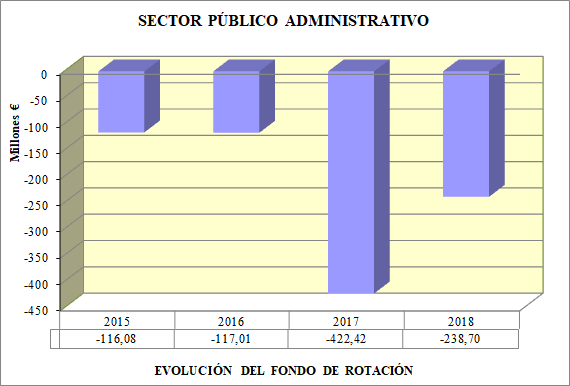 SECTOR PÚBLICO ADMINISTRATIVO
Millones €
0
-50
-100
-150
-200
-250
-300
-350
-400
-450
2015 2016 2017 2018
-116,08 -117,01 -422,42 -238,70
EVOLUCIÓN DEL FONDO DE ROTACIÓN